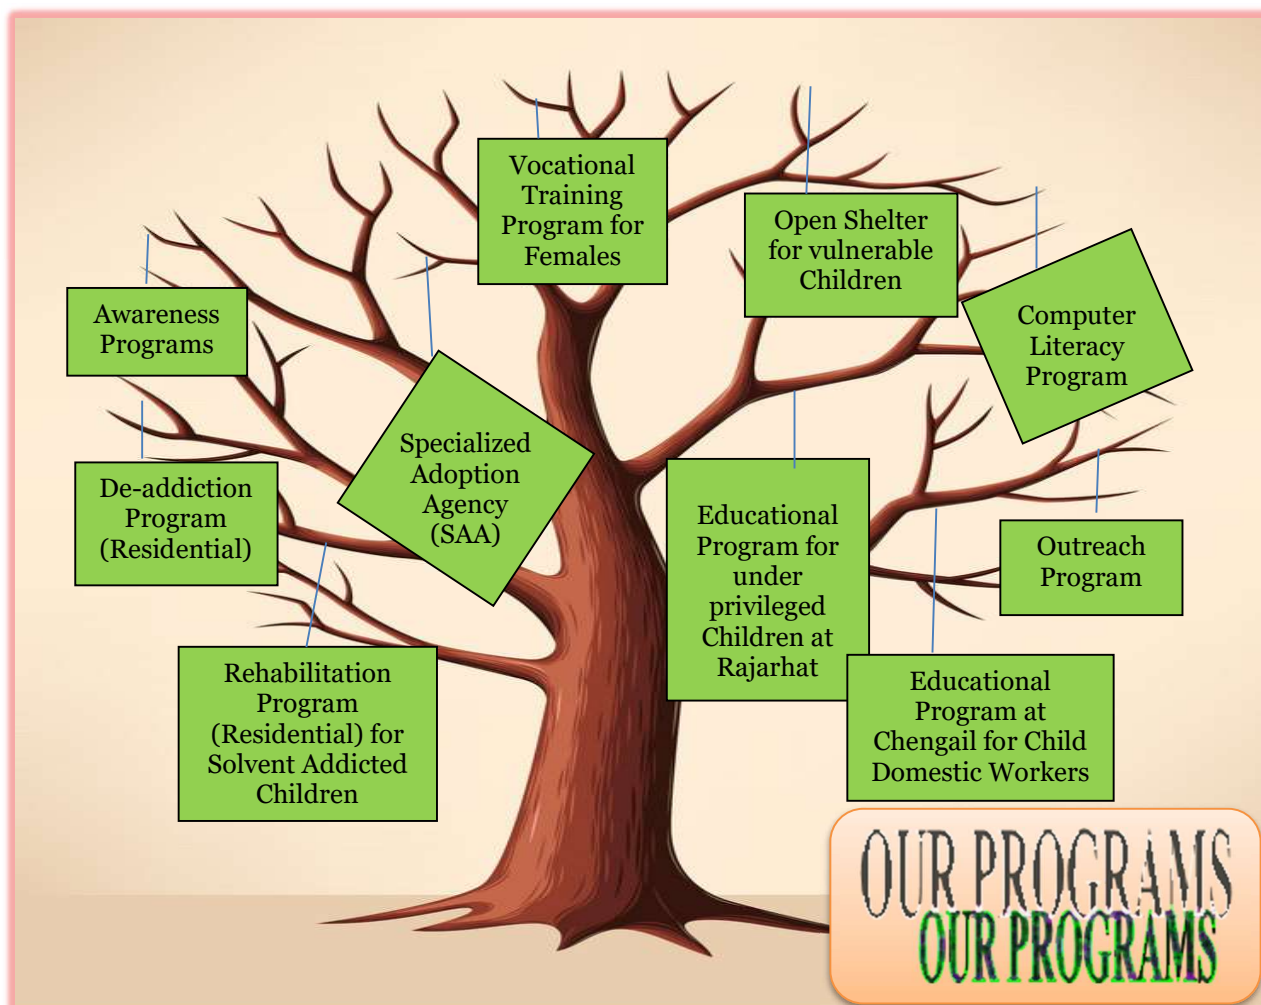 Vocational
Training
Program for
Females
Open Shelter
for vulnerable
Children
Awareness
Programs
Computer
Literacy
Program
Specialized
Adoption
Agency
(SAA)
De-addiction
Program
(Residential)
Educational
Program for
under
privileged
Children at
Rajarhat
Outreach
Program
Rehabilitation
Program
(Residential) for
Solvent Addicted
Children
Educational
Program at
Chengail for Child
Domestic Workers
OUR PROGRAMS
OUR PROGRAMS